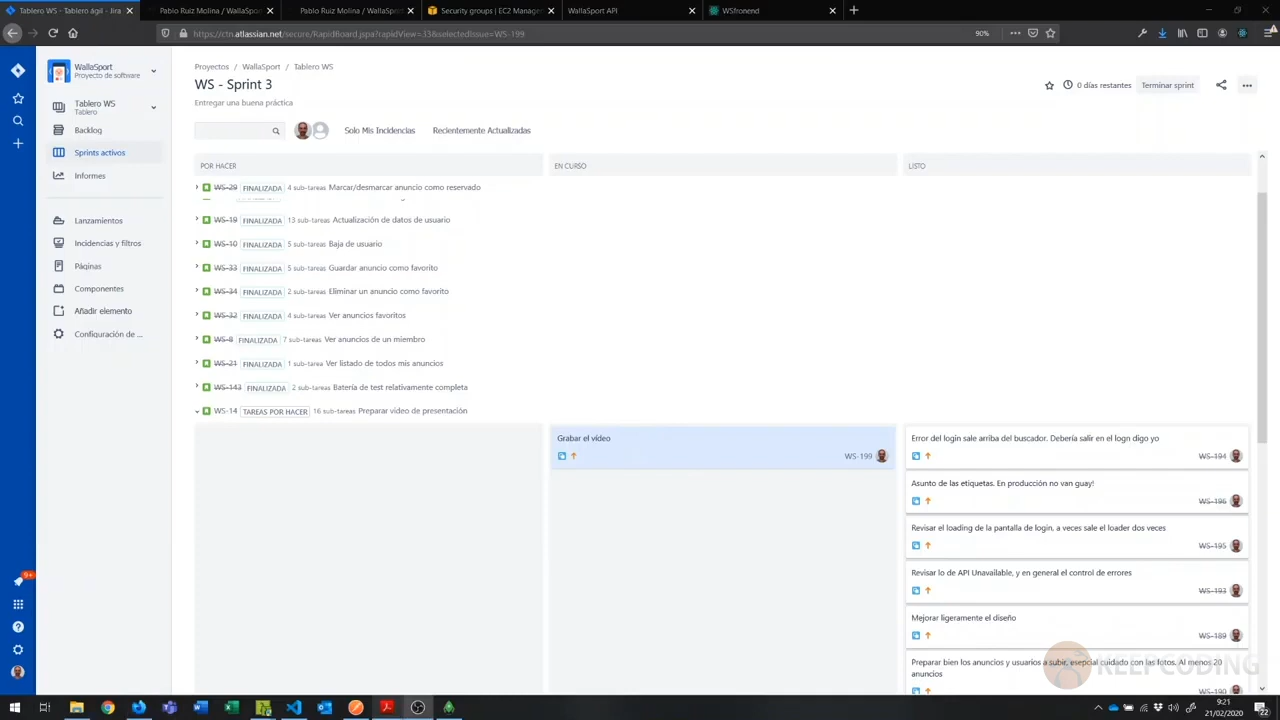 Tablero WS - Tablero ágil - Jira
Pablo Ruiz Molina / WallaSport
Pablo Ruiz Molina / WallaSport
Security groups | EC2 Managem
WallaSport API
WSfronend
https://ctn.atlassian.net/secure/RapidBoard.jspa?rapidView=33&selectedIssue=WS-199
90%
WallaSport
Proyecto de software
Tablero WS
Tablero
Backlog
Sprints activos
Informes
Lanzamientos
Incidencias y filtros
Páginas
Componentes
Añadir elemento
Configuración de ...
9+
Proyectos / WallaSport / Tablero WS
WS - Sprint 3
Entregar una buena práctica
0 días restantes
Terminar sprint
Solo Mis Incidencias
Recientemente Actualizadas
POR HACER
EN CURSO
LISTO
WS-29 FINALIZADA 4 sub-tareas Marcar/desmarcar anuncio como reservado
WS-19 FINALIZADA 13 sub-tareas Actualización de datos de usuario
WS-10 FINALIZADA 5 sub-tareas Baja de usuario
WS-33 FINALIZADA 5 sub-tareas Guardar anuncio como favorito
WS-34 FINALIZADA 2 sub-tareas Eliminar un anuncio como favorito
WS-32 FINALIZADA 4 sub-tareas Ver anuncios favoritos
WS-8 FINALIZADA 7 sub-tareas Ver anuncios de un miembro
WS-21 FINALIZADA 1 sub-tarea Ver listado de todos mis anuncios
WS-143 FINALIZADA 2 sub-tareas Batería de test relativamente completa
WS-14 TAREAS POR HACER 16 sub-tareas Preparar video de presentación
Grabar el vídeo
WS-199
Error del login sale arriba del buscador. Debería salir en el logn digo yo
WS-194
Asunto de las etiquetas. En producción no van guay!
WS-196
Revisar el loading de la pantalla de login, a veces sale el loader dos veces
WS-195
Revisar lo de API Unavailable, y en general el control de errores
WS-193
Mejorar ligeramente el diseño
WS-189
Preparar bien los anuncios y usuarios a subir, esepcial cuidado con las fotos. Al menos 20
anuncios
WS-190
KEEPCODING
9:21
21/02/2020
22